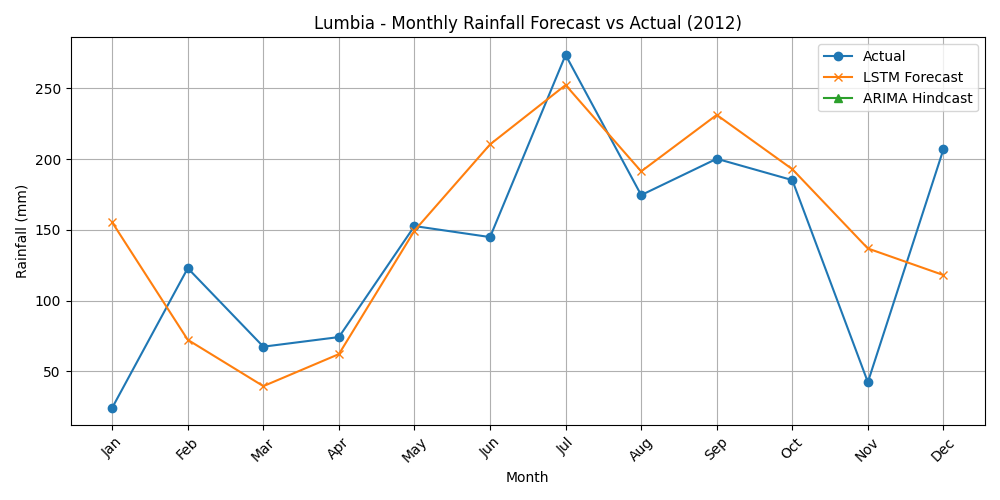 Lumbia - Monthly Rainfall Forecast vs Actual (2012)
Actual
LSTM Forecast
ARIMA Hindcast
Rainfall (mm)
250
200
150
100
50
Jan
Feb
Mar
Apr
May
Jun
Jul
Aug
Sep
Oct
Nov
Dec
Month